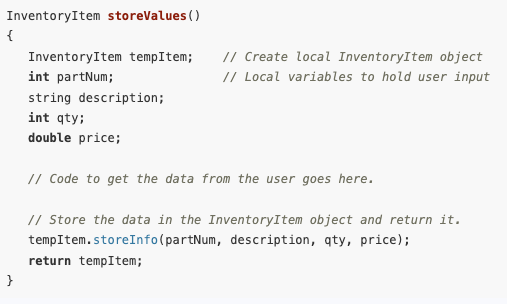 InventoryItem storeValues()
{
InventoryItem tempItem; // Create local InventoryItem object
int partNum; // Local variables to hold user input
string description;
int qty;
double price;
// Code to get the data from the user goes here.
// Store the data in the InventoryItem object and return it.
tempItem.storeInfo(partNum, description, qty, price);
return tempItem;
}